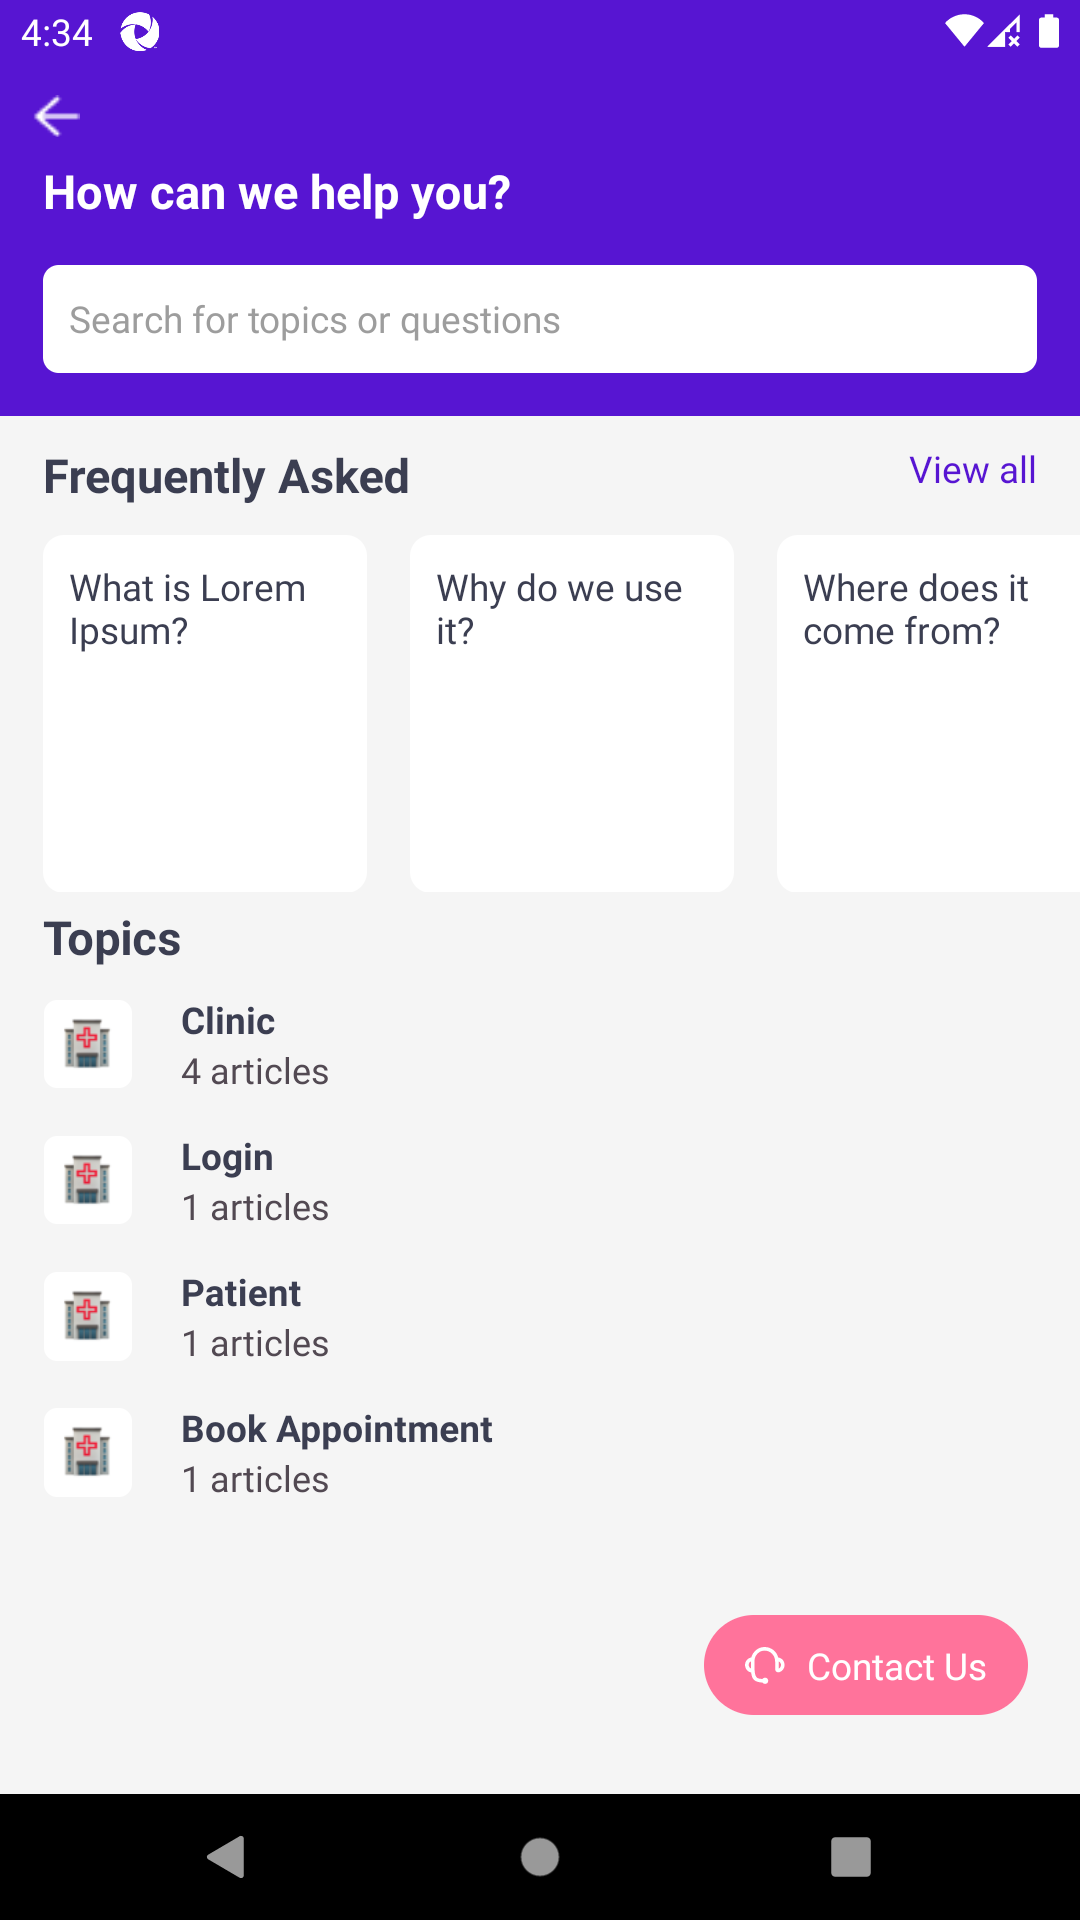 4:34
How can we help you?
Search for topics or questions
Frequently Asked
View all
What is Lorem
Ipsum?
Why do we use
it?
Where does it
come from?
Topics
Clinic
4 articles
Login
1 articles
Patient
1 articles
Book Appointment
1 articles
Contact Us